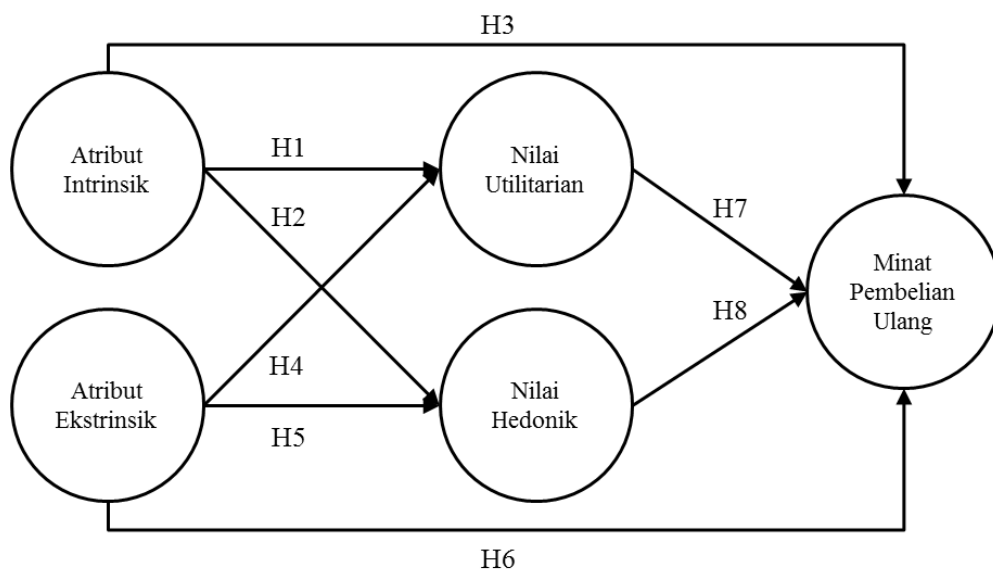 H3
Atribut
Intrinsik
H1
H2
Nilai
Utilitarian
H7
Minat
Pembelian
Ulang
H8
Atribut
Ekstrinsik
H4
H5
Nilai
Hedonik
H6